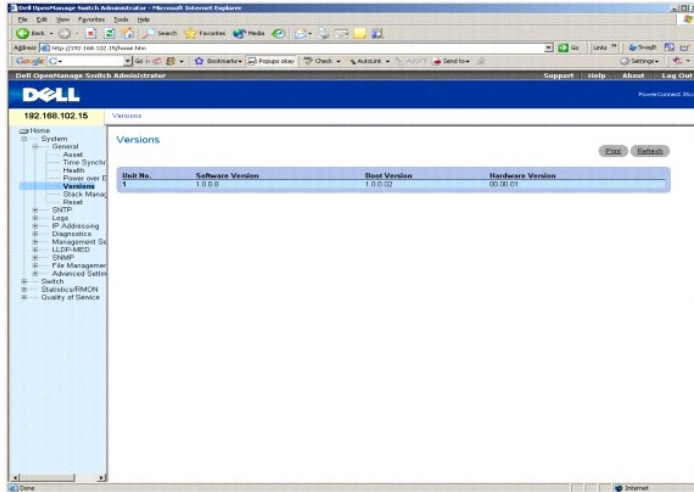 Dell OpenManage Switch Administrator - Microsoft Internet Explorer
File Edit View Favorites Tools Help
Back Search Favorites Media
Address http://192.168.102.15/home.htm Go Links SnagIt
Google Go Bookmarks Popups okay Check AutoLink AutoFill Send to Settings
Dell OpenManage Switch Administrator Support Help About Log Out
DELL
PowerConnect 35
192.168.102.15 Versions
Home
System
General
Asset
Time Synchr
Health
Power over E
Versions
Stack Manag
Reset
SNTP
Logs
IP Addressing
Diagnostics
Management Se
LLDP-MED
SNMP
File Managemer
Advanced Settin
Switch
Statistics/RMON
Quality of Service
Versions
Print Refresh
Unit No. Software Version Boot Version Hardware Version
1 1.0.0.0 1.0.0.02 00.00.01
Done Internet